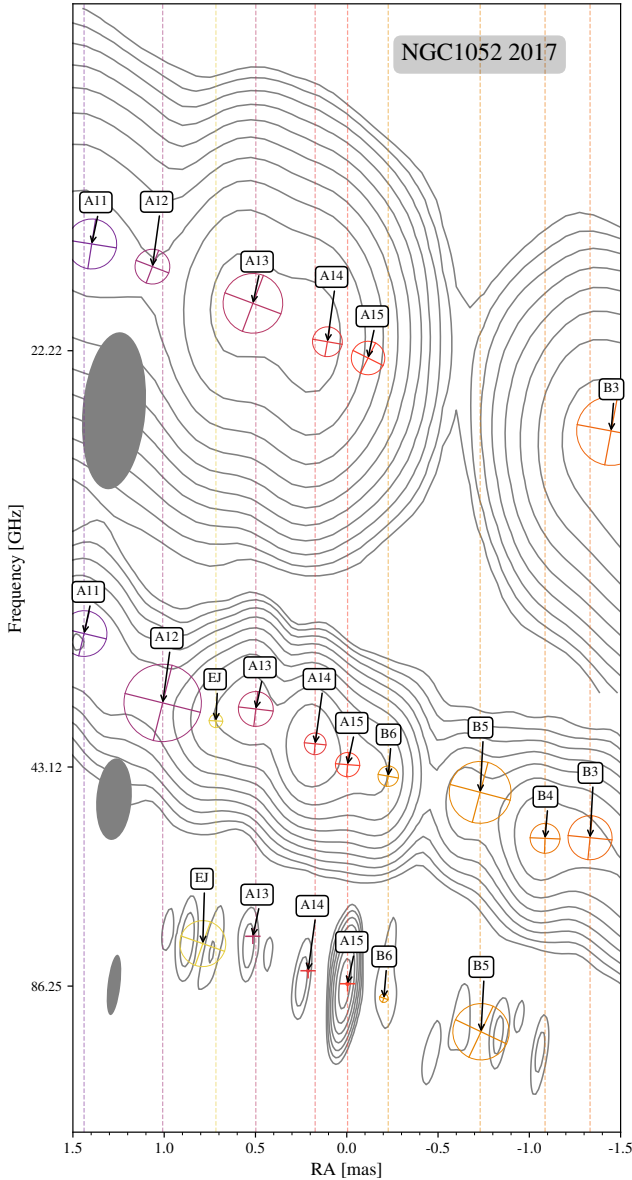 NGC1052 2017
A11
A12
A13
A14
A15
22.22
B3
Frequency [GHz]
A11
A12
EJ
A13
A14
A15
B6
B5
43.12
B4
B3
EJ
A13
A14
A15
B6
B5
86.25
1.5 1.0 0.5 0.0 -0.5 -1.0 -1.5
RA [mas]